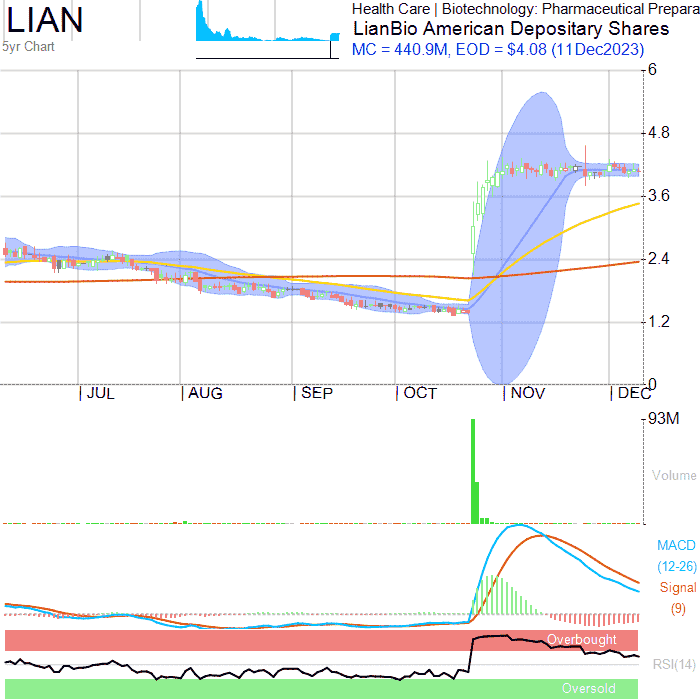 LIAN
5yr Chart
Health Care | Biotechnology: Pharmaceutical Prepara
LianBio American Depositary Shares
MC = 440.9M, EOD = $4.08 (11Dec2023)
6
4.8
3.6
2.4
1.2
0
JUL
AUG
SEP
OCT
NOV
DEC
93M
Volume
MACD
(12-26)
Signal
(9)
Overbought
RSI(14)
Oversold